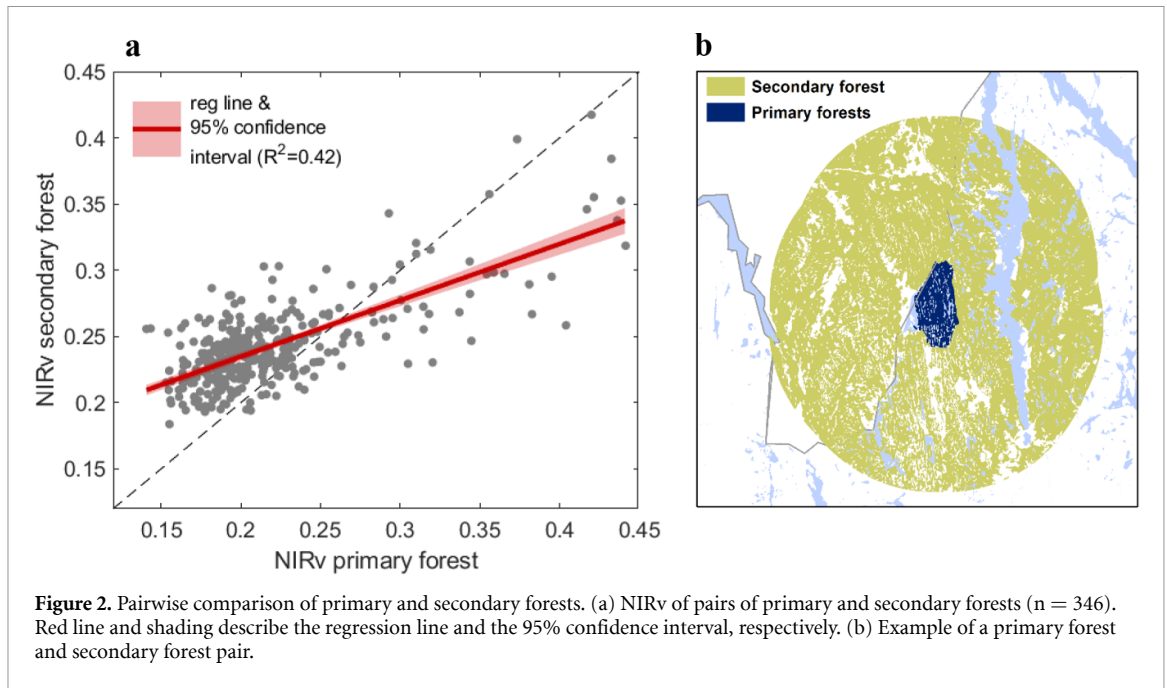 a
0.45
0.4
0.35
0.3
0.25
0.2
0.15
NIRv secondary forest
reg line &
95% confidence
interval (R²=0.42)
0.15 0.2 0.25 0.3 0.35 0.4 0.45
NIRv primary forest
b
Secondary forest
Primary forests
Figure 2. Pairwise comparison of primary and secondary forests. (a) NIRv of pairs of primary and secondary forests (n = 346).
Red line and shading describe the regression line and the 95% confidence interval, respectively. (b) Example of a primary forest
and secondary forest pair.